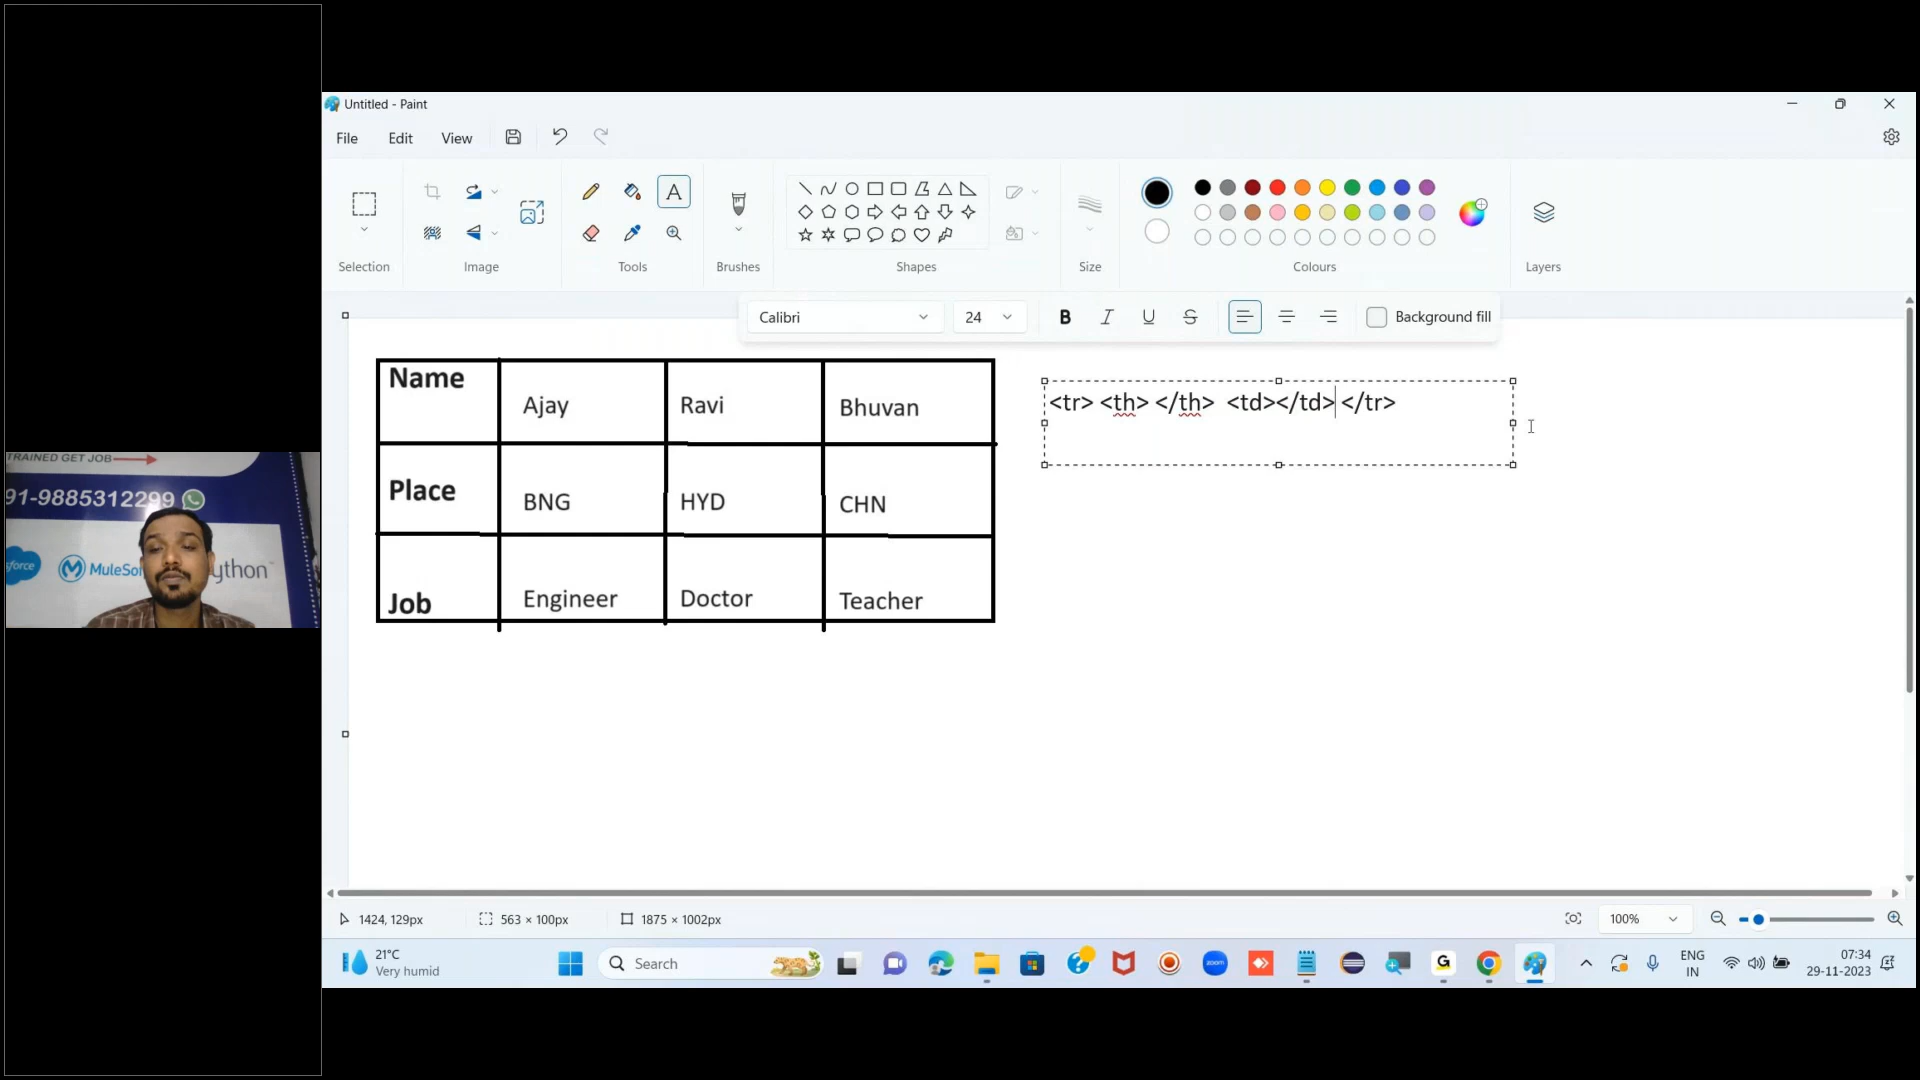 Untitled - Paint
File Edit View
Selection Image Tools Brushes Shapes Size Colours Layers
Calibri 24 B I U S Background fill
Name Ajay Ravi Bhuvan
<tr> <th> </th>  <td></td> </tr>
Place BNG HYD CHN
Job Engineer Doctor Teacher
TRAINED GET JOB
91-9885312299
force MuleSof ython
1424, 129px 563 × 100px 1875 × 1002px 100%
21°C
Very humid
Search
zoom
ENG
IN
07:34
29-11-2023